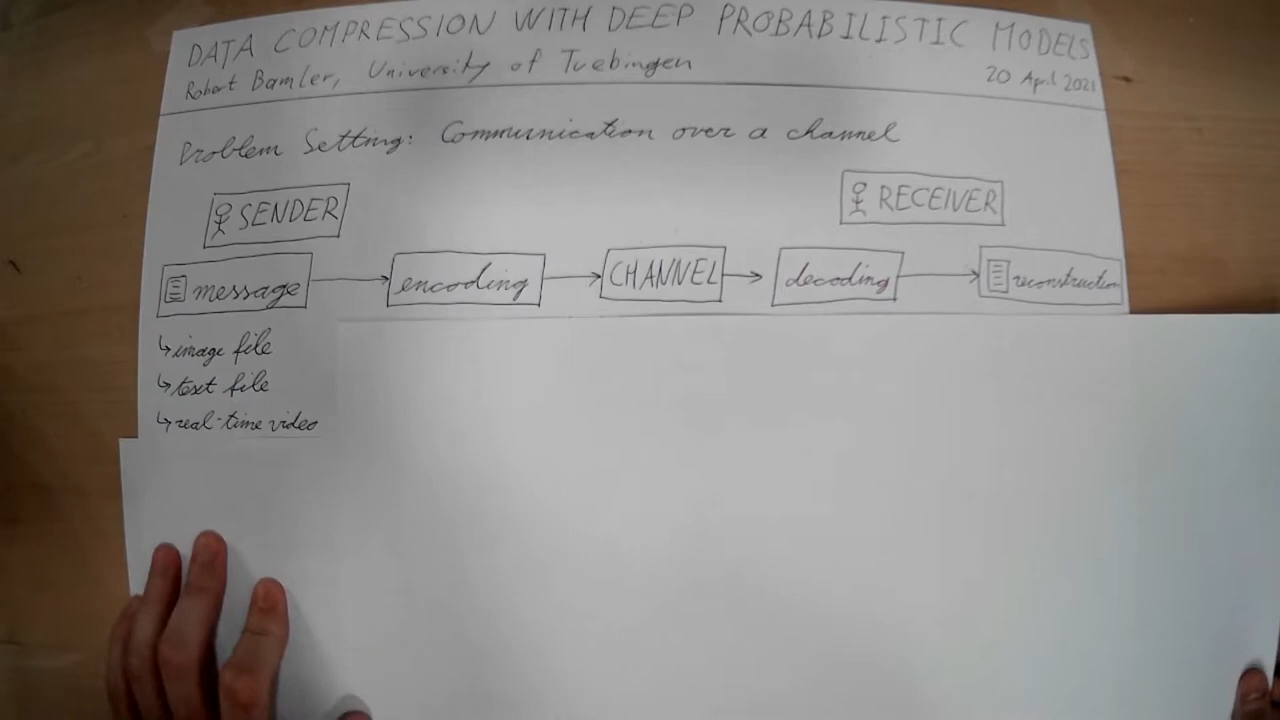 DATA COMPRESSION WITH DEEP PROBABILISTIC MODELS
Robert Bamler, University of Tuebingen
20 April 2021
Problem Setting: Communication over a channel
SENDER
RECEIVER
message
encoding
CHANNEL
decoding
reconstruction
↳image file
↳text file
↳real-time video